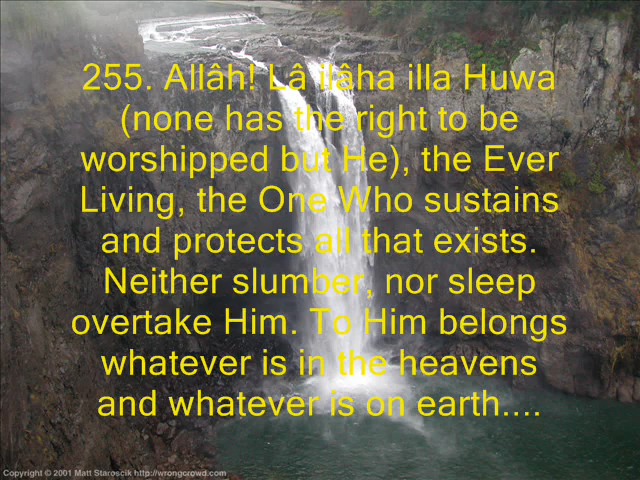 255. Allâh! Lâ ilâha illa Huwa
(none has the right to be
worshipped but He), the Ever
Living, the One Who sustains
and protects all that exists.
Neither slumber, nor sleep
overtake Him. To Him belongs
whatever is in the heavens
and whatever is on earth....
Copyright © 2001 Matt Staroscik http://wrongcrowd.com